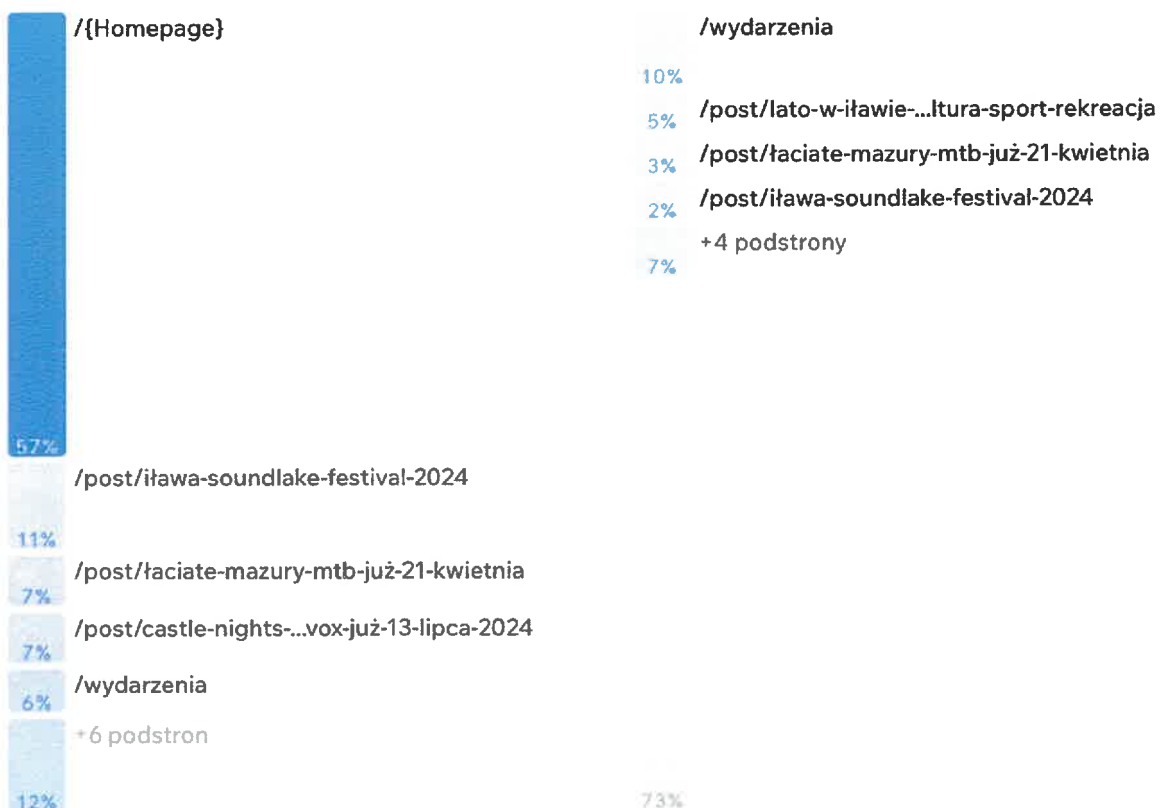 /{Homepage}
57%
/post/iława-soundlake-festival-2024
11%
/post/łaciate-mazury-mtb-już-21-kwietnia
7%
/post/castle-nights-...vox-już-13-lipca-2024
7%
/wydarzenia
6%
+6 podstron
12%
/wydarzenia
10%
/post/lato-w-iławie-...ltura-sport-rekreacja
5%
/post/łaciate-mazury-mtb-już-21-kwietnia
3%
/post/iława-soundlake-festival-2024
2%
+4 podstrony
7%
73%